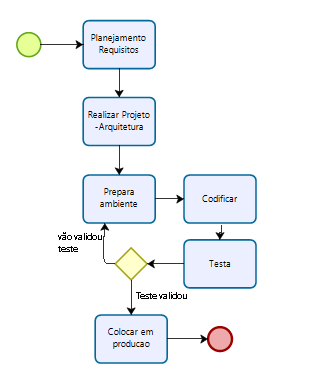 Planejamento
Requisitos
Realizar Projeto
-Arquitetura
Prepara
ambiente
Codificar
vão validou
teste
Testa
Teste validou
Colocar em
producao